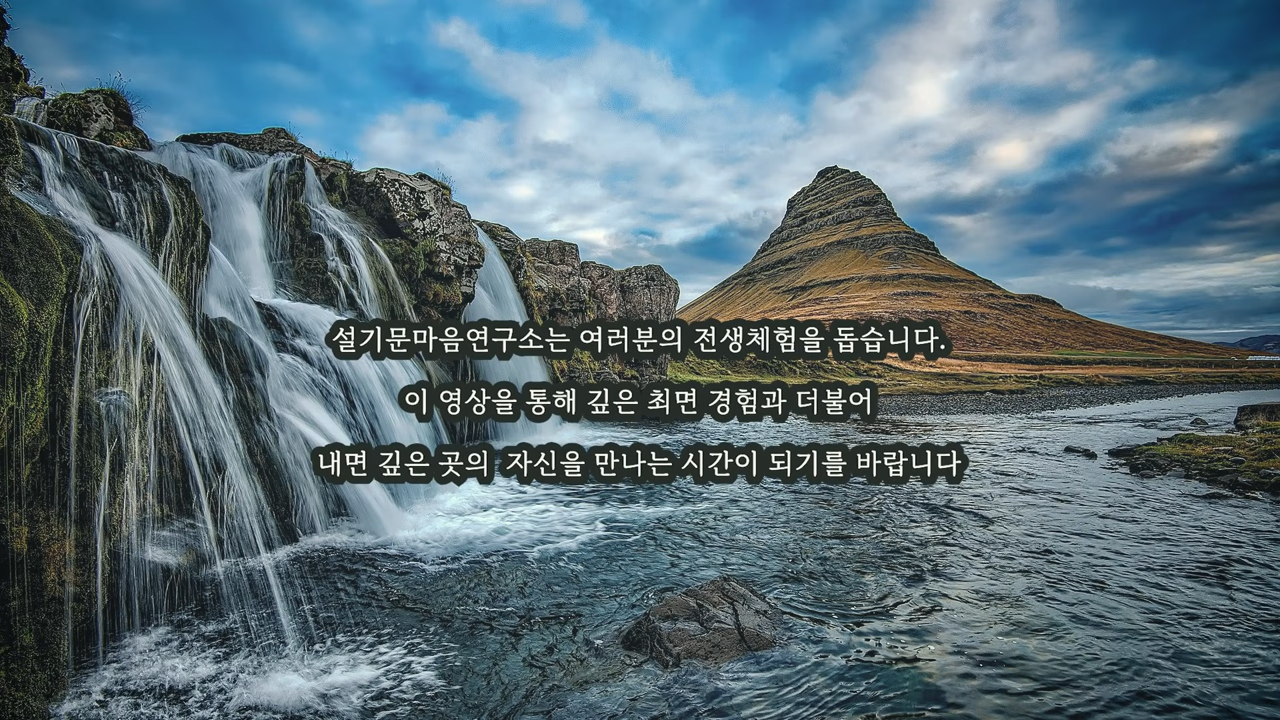 설기문마음연구소는 여러분의 전생체험을 돕습니다.
이 영상을 통해 깊은 최면 경험과 더불어
내면 깊은 곳의 자신을 만나는 시간이 되기를 바랍니다